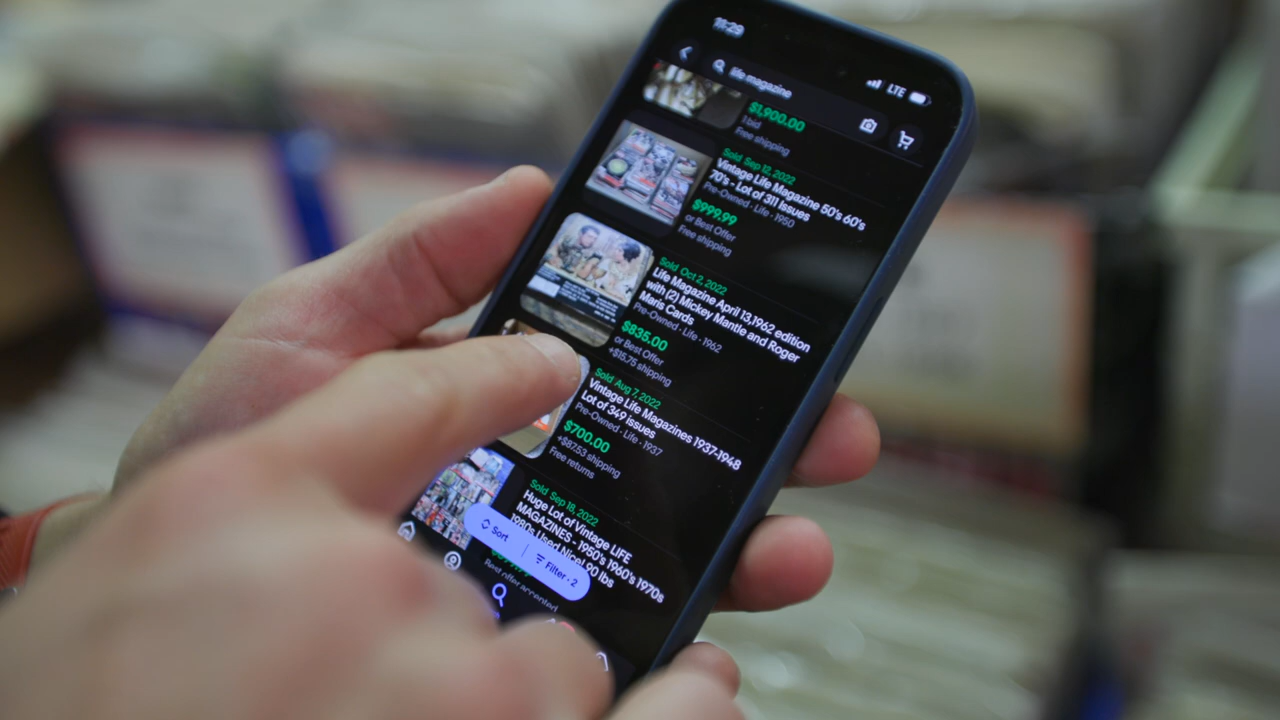 11:29
LTE
life magazine
$1,900.00
1 bid
Free shipping
Sold Sep 12, 2022
Vintage Life Magazine 50's 60's
70's - Lot of 311 Issues
Pre-Owned · Life · 1950
$999.99
or Best Offer
Free shipping
Sold Oct 2, 2022
Life Magazine April 13,1962 edition
with (2) Mickey Mantle and Roger
Maris Cards
Pre-Owned · Life · 1962
$835.00
or Best Offer
+$15.75 shipping
Sold Aug 7, 2022
Vintage Life Magazines 1937-1948
Lot of 349 issues
Pre-Owned · Life · 1937
$700.00
+$87.53 shipping
Free returns
Sold Sep 18, 2022
Huge Lot of Vintage LIFE
MAGAZINES - 1950's 1960's 1970s
1980s Used Nice! 90 lbs
Sort
Filter · 2
Best offer accepted